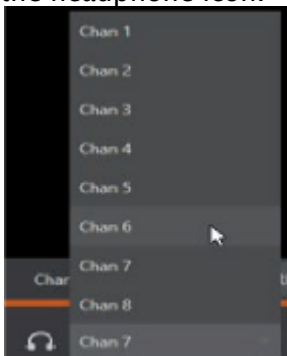 the headphone icon.
Chan 1
Chan 2
Chan 3
Chan 4
Chan 5
Chan 6
Chan 7
Chan 8
Chan 7